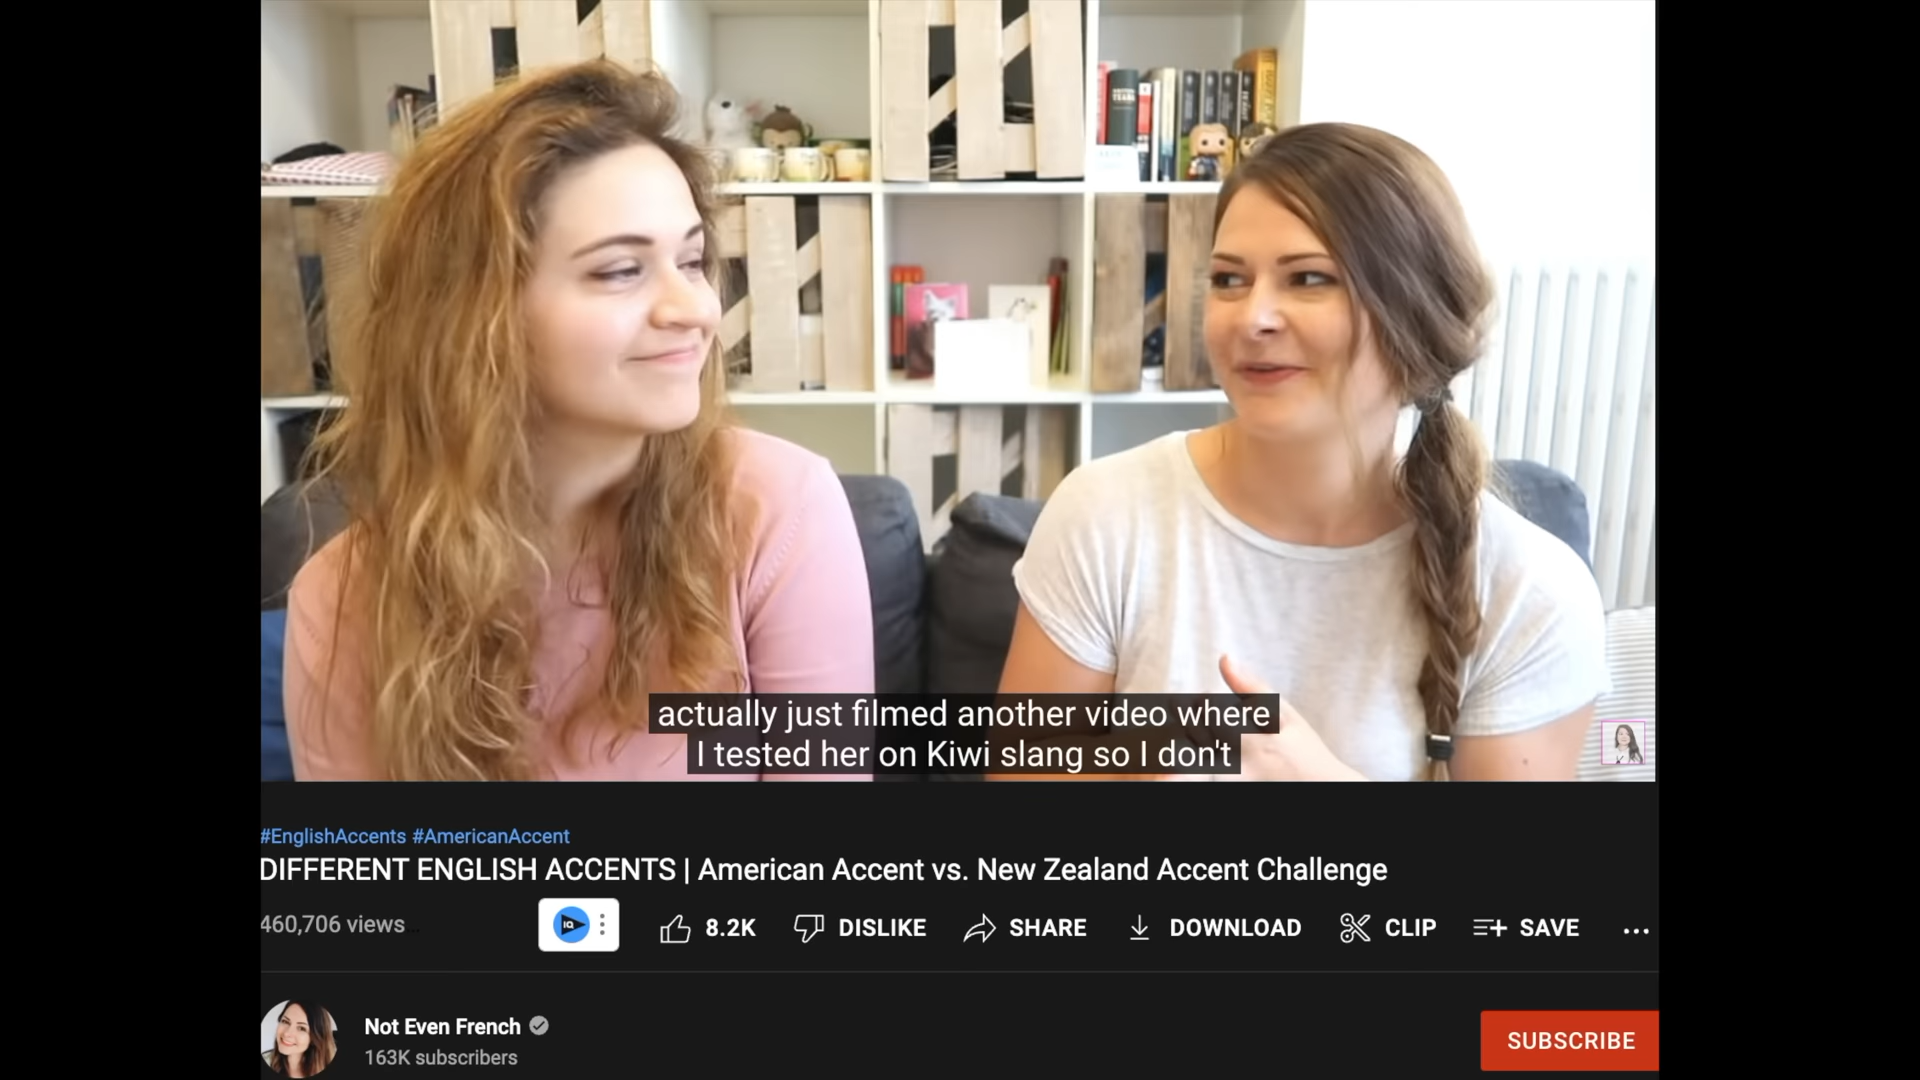 actually just filmed another video where
I tested her on Kiwi slang so I don't
#EnglishAccents #AmericanAccent
DIFFERENT ENGLISH ACCENTS | American Accent vs. New Zealand Accent Challenge
460,706 views
IQ
8.2K
DISLIKE
SHARE
DOWNLOAD
CLIP
SAVE
Not Even French
163K subscribers
SUBSCRIBE